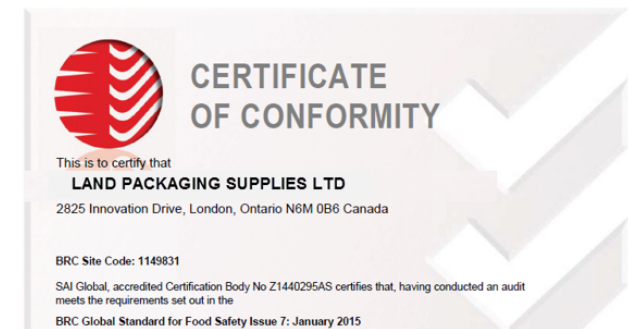 CERTIFICATE
OF CONFORMITY
This is to certify that
LAND PACKAGING SUPPLIES LTD
2825 Innovation Drive, London, Ontario N6M 0B6 Canada
BRC Site Code: 1149831
SAI Global, accredited Certification Body No Z1440295AS certifies that, having conducted an audit
meets the requirements set out in the
BRC Global Standard for Food Safety Issue 7: January 2015